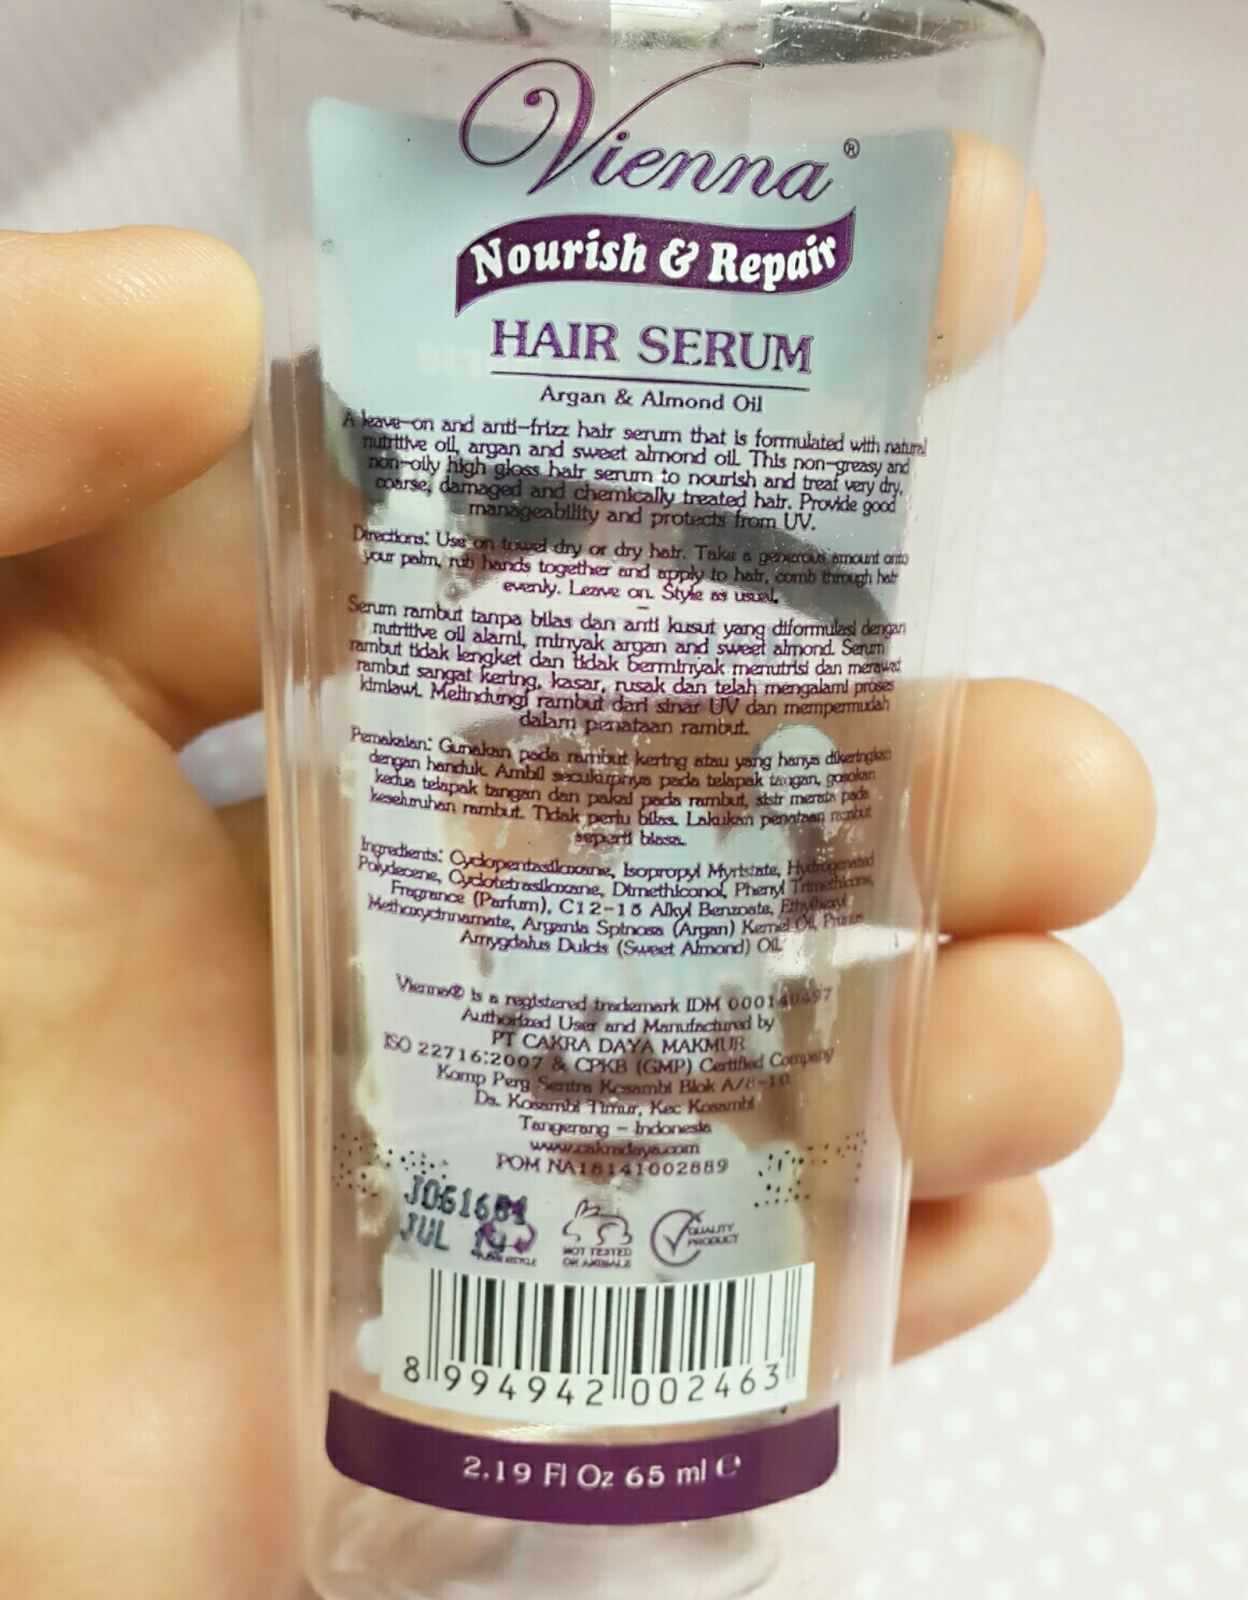 Vienna®
Nourish & Repair
HAIR SERUM
Argan & Almond Oil
A leave-on and anti-frizz hair serum that is formulated with natural
nutritive oil, argan and sweet almond oil. This non-greasy and
non-oily high gloss hair serum to nourish and treat very dry,
coarse, damaged and chemically treated hair. Provide good
manageability and protects from UV.
Directions: Use on towel dry or dry hair. Take a generous amount onto
your palm, rub hands together and apply to hair, comb through hair
evenly. Leave on. Style as usual.
Serum rambut tanpa bilas dan anti kusut yang diformulasi dengan
nutritive oil alami, minyak argan and sweet almond. Serum
rambut tidak lengket dan tidak berminyak menutrisi dan merawat
rambut sangat kering, kasar, rusak dan telah mengalami proses
kimiawi. Melindungi rambut dari sinar UV dan mempermudah
dalam penataan rambut.
Pemakaian: Gunakan pada rambut kering atau yang hanya dikeringkan
dengan handuk. Ambil secukupnya pada telapak tangan, gosokan
kedua telapak tangan dan pakai pada rambut, sisir merata pada
keseluruhan rambut. Tidak perlu bilas. Lakukan penataan rambut
seperti biasa.
Ingredients: Cyclopentasiloxane, Isopropyl Myristate, Hydrogenated
Polydecene, Cyclotetrasiloxane, Dimethiconol, Phenyl Trimethicone,
Fragrance (Parfum), C12-15 Alkyl Benzoate, Ethylhexyl
Methoxycinnamate, Argania Spinosa (Argan) Kernel Oil, Prunus
Amygdalus Dulcis (Sweet Almond) Oil.
Vienna® is a registered trademark IDM 000140497
Authorized User and Manufactured by
PT CAKRA DAYA MAKMUR
ISO 22716:2007 & CPKB (GMP) Certified Company
Komp Perg Sentra Kosambi Blok A/8-10
Ds. Kosambi Timur, Kec Kosambi
Tangerang - Indonesia
www.cakradaya.com
POM NA18141002889
JUL
NOT TESTED
ON ANIMALS
QUALITY
PRODUCT
8 994942 002463
2.19 Fl Oz 65 ml ℮